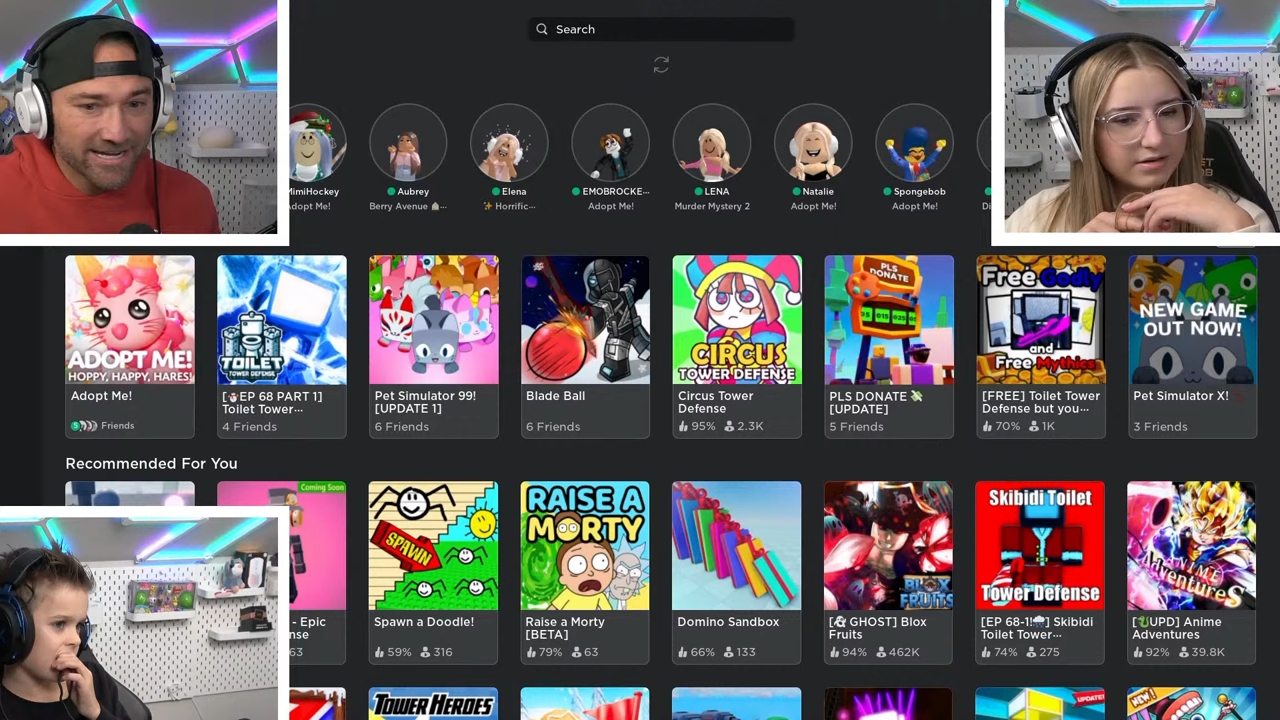 Search
MimiHockey
Aubrey
Elena
EMOBROCKE...
LENA
Natalie
Spongebob
Adopt Me!
Berry Avenue
Horrific...
Adopt Me!
Murder Mystery 2
Adopt Me!
Adopt Me!
ADOPT ME!
HOPPY, HAPPY, HARES!
TOILET
TOWER DEFENSE
CIRCUS
TOWER DEFENSE
PLS
DONATE
Free Godly
and
Free Mythics
NEW GAME
OUT NOW!
Adopt Me!
Friends
[EP 68 PART 1]
Toilet Tower...
4 Friends
Pet Simulator 99!
[UPDATE 1]
6 Friends
Blade Ball
6 Friends
Circus Tower
Defense
95% 2.3K
PLS DONATE
[UPDATE]
5 Friends
[FREE] Toilet Tower
Defense but you...
70% 1K
Pet Simulator X!
3 Friends
Recommended For You
Coming Soon
SPAWN
RAISE A
MORTY
BLOX
FRUITS
Skibidi Toilet
Tower Defense
ANIME
Adventures
- Epic
nse
63
Spawn a Doodle!
59% 316
Raise a Morty
[BETA]
79% 63
Domino Sandbox
66% 133
[GHOST] Blox
Fruits
94% 462K
[EP 68-1!] Skibidi
Toilet Tower...
74% 275
[UPD] Anime
Adventures
92% 39.8K
TOWER HEROES
UPDATE!
NEW!